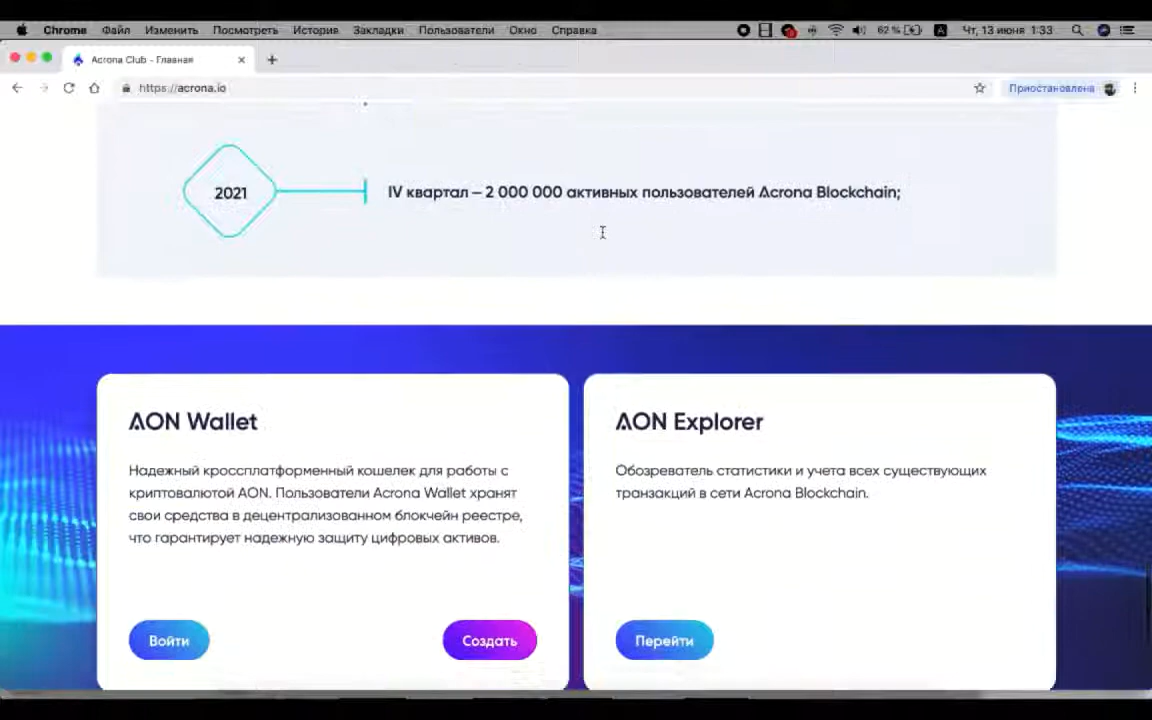 Chrome Файл Изменить Посмотреть История Закладки Пользователи Окно Справка 62 % A Чт, 13 июня 1:33
Acrona Club - Главная
https://acrona.io Приостановлена
2021
IV квартал – 2 000 000 активных пользователей Acrona Blockchain;
AON Wallet
Надежный кроссплатформенный кошелек для работы с
криптовалютой AON. Пользователи Acrona Wallet хранят
свои средства в децентрализованном блокчейн реестре,
что гарантирует надежную защиту цифровых активов.
Войти Создать
AON Explorer
Обозреватель статистики и учета всех существующих
транзакций в сети Acrona Blockchain.
Перейти